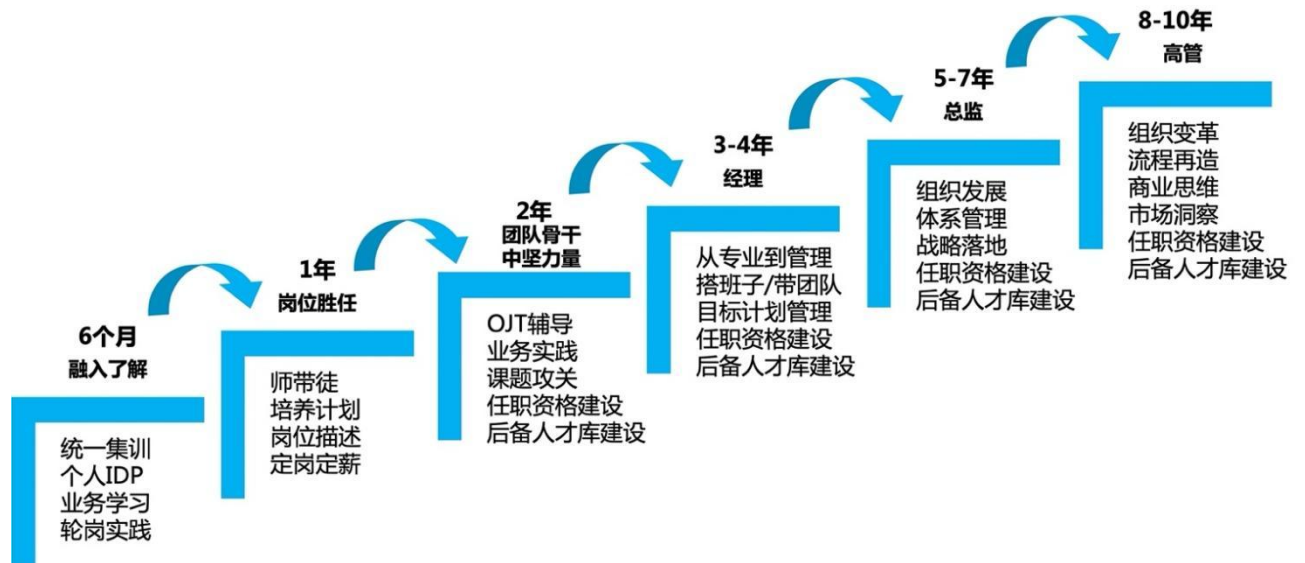 6个月
融入了解
统一集训
个人IDP
业务学习
轮岗实践
1年
岗位胜任
师带徒
培养计划
岗位描述
定岗定薪
2年
团队骨干
中坚力量
OJT辅导
业务实践
课题攻关
任职资格建设
后备人才库建设
3-4年
经理
从专业到管理
搭班子/带团队
目标计划管理
任职资格建设
后备人才库建设
5-7年
总监
组织发展
体系管理
战略落地
任职资格建设
后备人才库建设
8-10年
高管
组织变革
流程再造
商业思维
市场洞察
任职资格建设
后备人才库建设